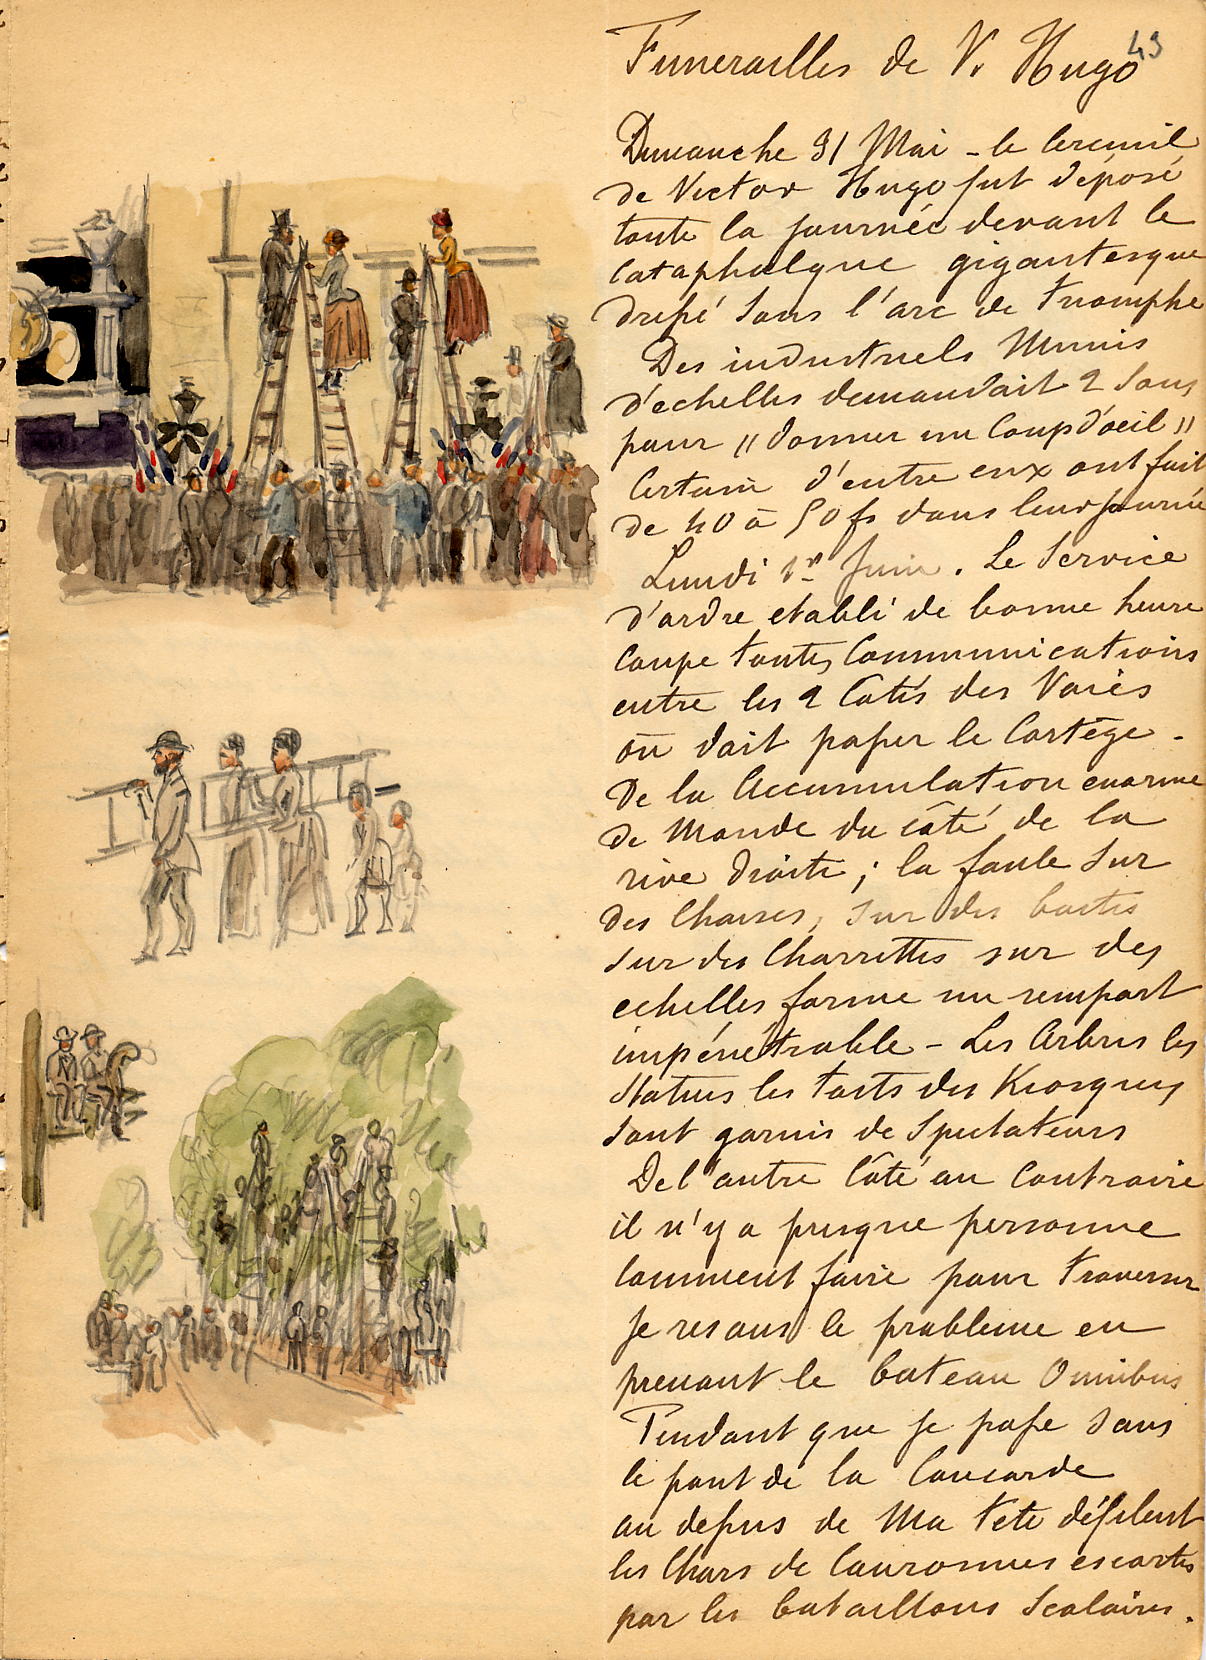 49
Funerailles de V. Hugo
Dimanche 31 Mai - le Cercueil
de Victor Hugo fut déposé
toute la journée devant le
Cataphalque gigantesque
dressé sous l'arc de triomphe
Des industriels Munis
d'echelles demandait 2 sous
pour "donner un Coup d'oeil"
Certain d'entre eux ont fait
de 40 à 50 fs dans leur journée
Lundi 1er Juin. Le Service
d'ordre etabli de bonne heure
Coupe toutes Communications
entre les 2 Cotés des Voies
où doit passer le Cortège -
De la Accumulation enorme
de Monde du côté de la
rive droite ; la foule sur
des Chaises, sur des boites
sur des Charrettes sur des
echelles forme un rempart
impénétrable - Les Arbres les
statues les toits des Kiosques
sont garnis de Spectateurs
De l'autre Côté au Contraire
il n'y a presque personne
Comment faire pour traverser
Je resous le probleme en
prenant le bateau Omnibus
Pendant que je passe sous
le pont de la Concorde
au dessus de Ma tete défilent
les Chars de Couronnes escortés
par les bataillons Scolaires.